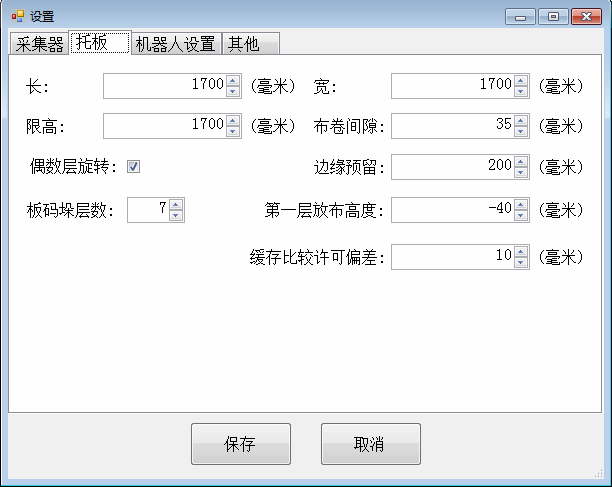 设置
采集器 托板 机器人设置 其他
长: 1700 (毫米) 宽: 1700 (毫米)
限高: 1700 (毫米) 布卷间隙: 35 (毫米)
偶数层旋转: 边缘预留: 200 (毫米)
板码垛层数: 7 第一层放布高度: -40 (毫米)
缓存比较许可偏差: 10 (毫米)
保存 取消